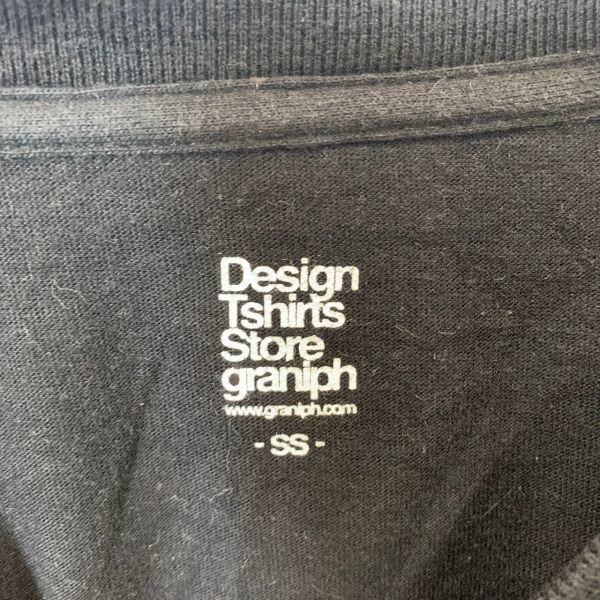 Design
Tshirts
Store
graniph
www.graniph.com
- SS -